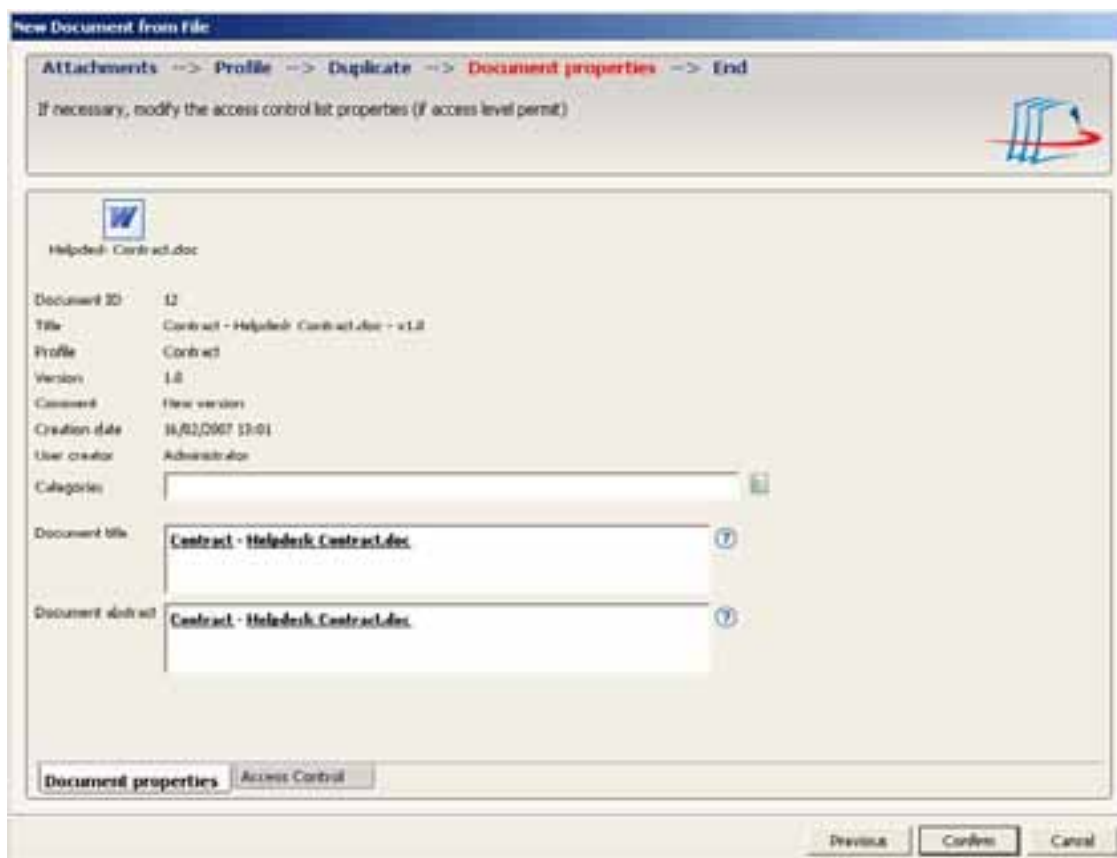 New Document from File
Attachments --> Profile --> Duplicate --> Document properties --> End
If necessary, modify the access control list properties (if access level permit)
W
Helpdesk Contract.doc
Document ID 12
Title Contract - Helpdesk Contract.doc - v1.0
Profile Contract
Version 1.0
Comment New version
Creation date 16/02/2007 13:01
User creator Administrator
Categories
Document title Contract - Helpdesk Contract.doc
?
Document abstract Contract - Helpdesk Contract.doc
?
Document properties Access Control
Previous Confirm Cancel